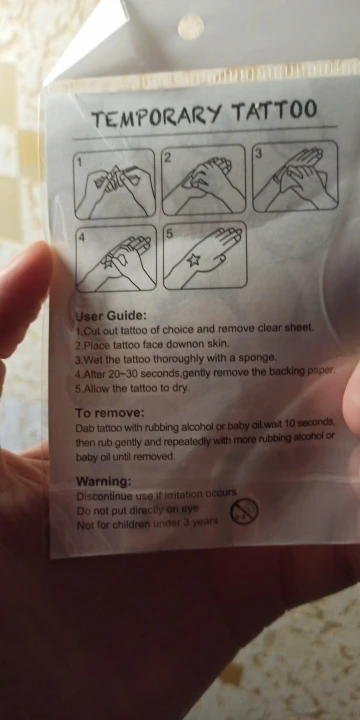 TEMPORARY TATTOO
1
2
3
4
5
User Guide:
1.Cut out tattoo of choice and remove clear sheet.
2.Place tattoo face downon skin.
3.Wet the tattoo thoroughly with a sponge.
4.After 20-30 seconds,gently remove the backing paper.
5.Allow the tattoo to dry.
To remove:
Dab tattoo with rubbing alcohol or baby oil.wait 10 seconds,
then rub gently and repeatedly with more rubbing alcohol or
baby oil until removed.
Warning:
Discontinue use if irritation occurs
Do not put directly on eye
Not for children under 3 years